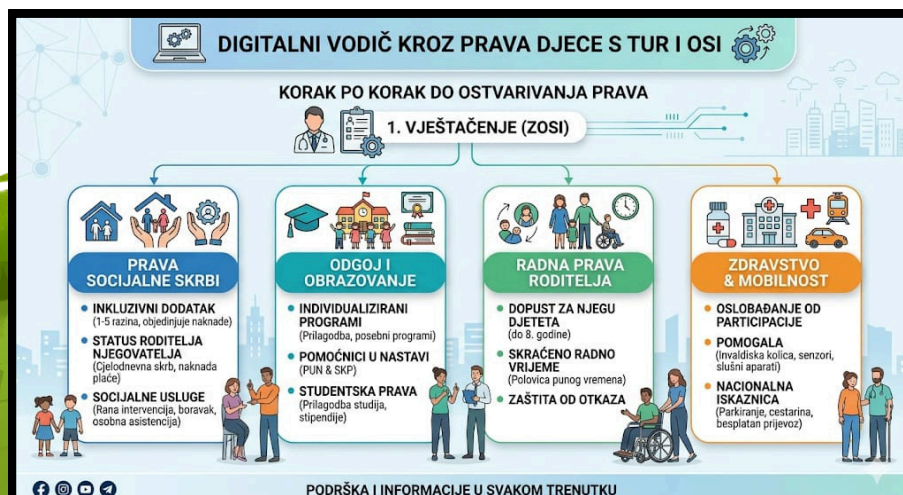 DIGITALNI VODIČ KROZ PRAVA DJECE S TUR I OSI
KORAK PO KORAK DO OSTVARIVANJA PRAVA
1. VJEŠTAČENJE (ZOSI)
PRAVA
SOCIJALNE SKRBI
• INKLUZIVNI DODATAK
(1-5 razina, objedinjuje naknade)
• STATUS RODITELJA
NJEGOVATELJA
(Cjelodnevna skrb, naknada
plaće)
• SOCIJALNE USLUGE
(Rana intervencija, boravak,
osobna asistencija)
ODGOJ I
OBRAZOVANJE
• INDIVIDUALIZIRANI
PROGRAMI
(Prilagodba, posebni programi)
• POMOĆNICI U NASTAVI
(PUN & SKP)
• STUDENTSKA PRAVA
(Prilagodba studija,
stipendije)
RADNA PRAVA
RODITELJA
• DOPUST ZA NJEGU
DJETETA
(do 8. godine)
• SKRAĆENO RADNO
VRIJEME
(Polovica punog vremena)
• ZAŠTITA OD OTKAZA
ZDRAVSTVO
& MOBILNOST
• OSLOBAĐANJE OD
PARTICIPACIJE
• POMOGALA
(Invaldiska kolica, senzori,
slušni aparati)
• NACIONALNA
ISKAZNICA
(Parkiranje, cestarina,
besplatan prijevoz)
PODRŠKA I INFORMACIJE U SVAKOM TRENUTKU